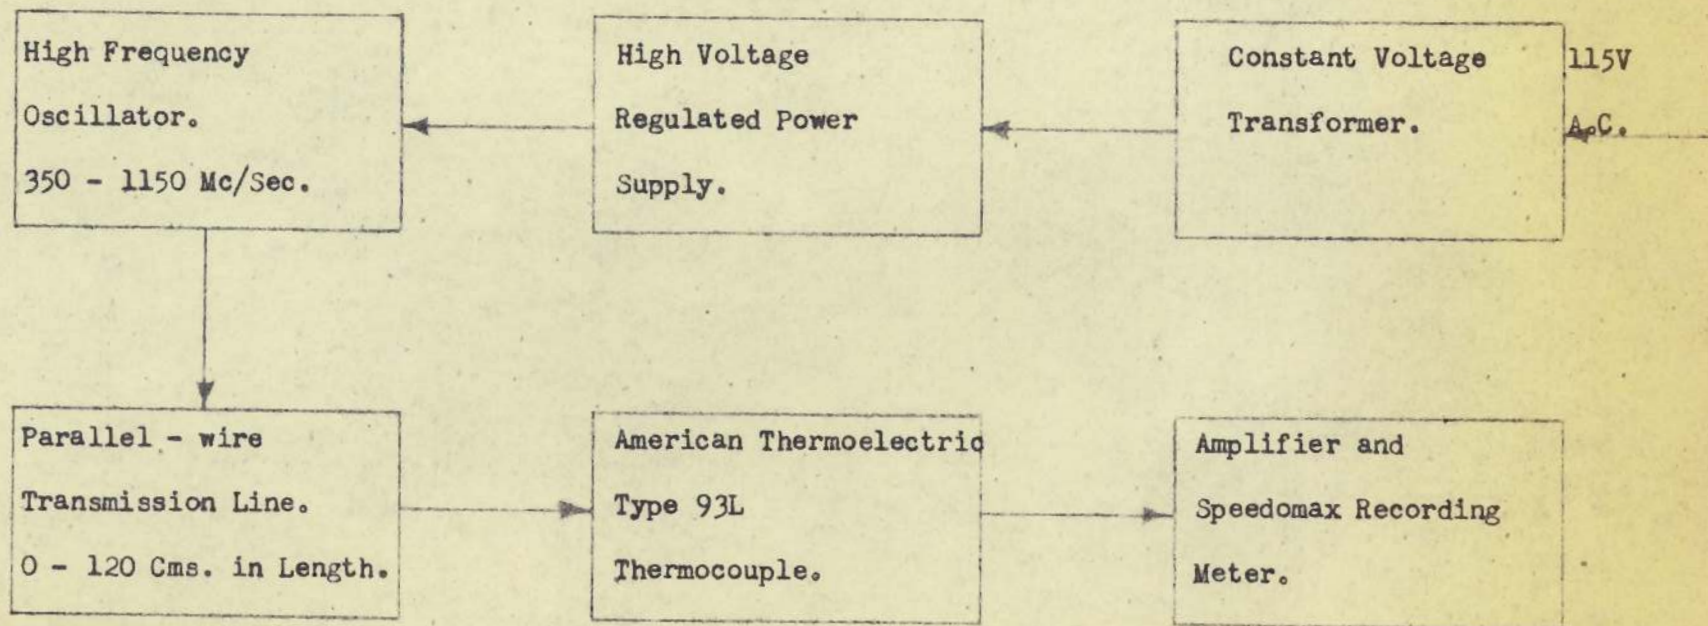 High Frequency
Oscillator.
350 - 1150 Mc/Sec.
High Voltage
Regulated Power
Supply.
Constant Voltage
Transformer.
115V
A.C.
Parallel - wire
Transmission Line.
0 - 120 Cms. in Length.
American Thermoelectric
Type 93L
Thermocouple.
Amplifier and
Speedomax Recording
Meter.